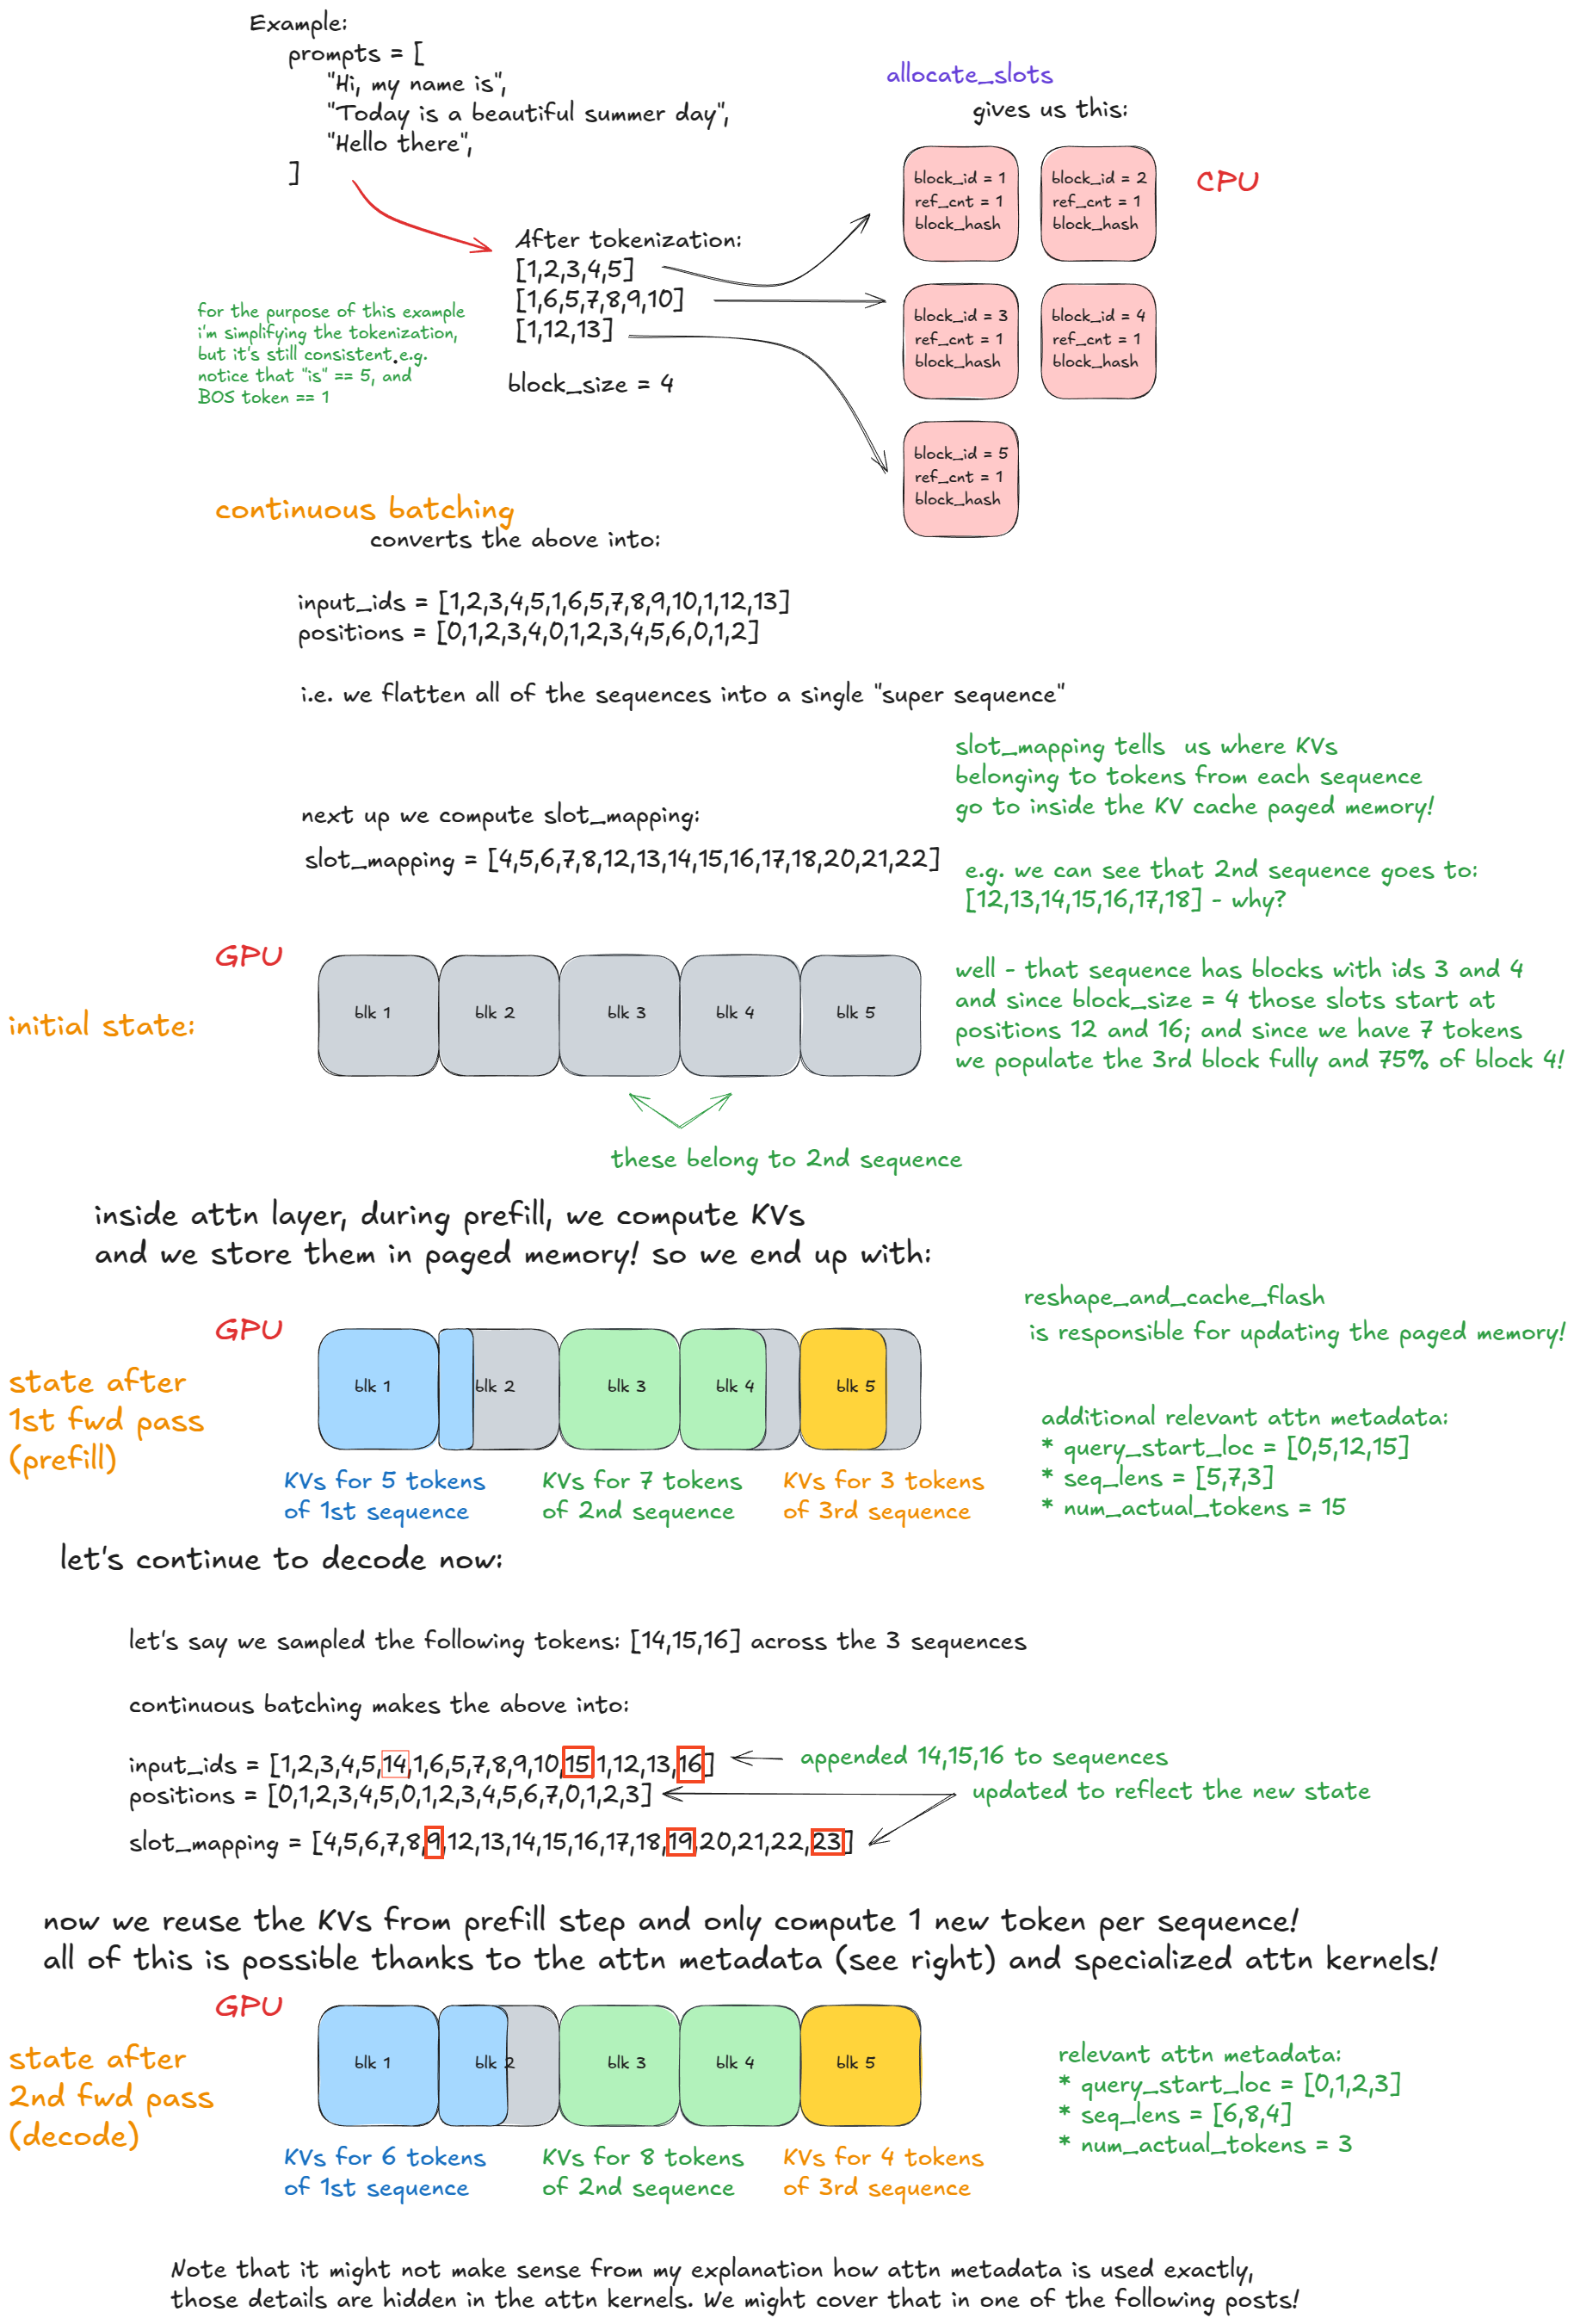 Example:
prompts = [
"Hi, my name is",
"Today is a beautiful summer day",
"Hello there",
]
allocate_slots
gives us this:
CPU
block_id = 1
ref_cnt = 1
block_hash
block_id = 2
ref_cnt = 1
block_hash
block_id = 3
ref_cnt = 1
block_hash
block_id = 4
ref_cnt = 1
block_hash
block_id = 5
ref_cnt = 1
block_hash
After tokenization:
[1,2,3,4,5]
[1,6,5,7,8,9,10]
[1,12,13]
block_size = 4
for the purpose of this example
i'm simplifying the tokenization,
but it's still consistent.e.g.
notice that "is" == 5, and
BOS token == 1
continuous batching
converts the above into:
input_ids = [1,2,3,4,5,1,6,5,7,8,9,10,1,12,13]
positions = [0,1,2,3,4,0,1,2,3,4,5,6,0,1,2]
i.e. we flatten all of the sequences into a single "super sequence"
next up we compute slot_mapping:
slot_mapping = [4,5,6,7,8,12,13,14,15,16,17,18,20,21,22]
slot_mapping tells us where KVs
belonging to tokens from each sequence
go to inside the KV cache paged memory!
e.g. we can see that 2nd sequence goes to:
[12,13,14,15,16,17,18] - why?
well - that sequence has blocks with ids 3 and 4
and since block_size = 4 those slots start at
positions 12 and 16; and since we have 7 tokens
we populate the 3rd block fully and 75% of block 4!
GPU
initial state:
blk 1
blk 2
blk 3
blk 4
blk 5
these belong to 2nd sequence
inside attn layer, during prefill, we compute KVs
and we store them in paged memory! so we end up with:
reshape_and_cache_flash
is responsible for updating the paged memory!
GPU
state after
1st fwd pass
(prefill)
blk 1
blk 2
blk 3
blk 4
blk 5
KVs for 5 tokens
of 1st sequence
KVs for 7 tokens
of 2nd sequence
KVs for 3 tokens
of 3rd sequence
additional relevant attn metadata:
* query_start_loc = [0,5,12,15]
* seq_lens = [5,7,3]
* num_actual_tokens = 15
let's continue to decode now:
let's say we sampled the following tokens: [14,15,16] across the 3 sequences
continuous batching makes the above into:
input_ids = [1,2,3,4,5,14,1,6,5,7,8,9,10,15,1,12,13,16]
appended 14,15,16 to sequences
positions = [0,1,2,3,4,5,0,1,2,3,4,5,6,7,0,1,2,3]
updated to reflect the new state
slot_mapping = [4,5,6,7,8,9,12,13,14,15,16,17,18,19,20,21,22,23]
now we reuse the KVs from prefill step and only compute 1 new token per sequence!
all of this is possible thanks to the attn metadata (see right) and specialized attn kernels!
GPU
state after
2nd fwd pass
(decode)
blk 1
blk 2
blk 3
blk 4
blk 5
KVs for 6 tokens
of 1st sequence
KVs for 8 tokens
of 2nd sequence
KVs for 4 tokens
of 3rd sequence
relevant attn metadata:
* query_start_loc = [0,1,2,3]
* seq_lens = [6,8,4]
* num_actual_tokens = 3
Note that it might not make sense from my explanation how attn metadata is used exactly,
those details are hidden in the attn kernels. We might cover that in one of the following posts!